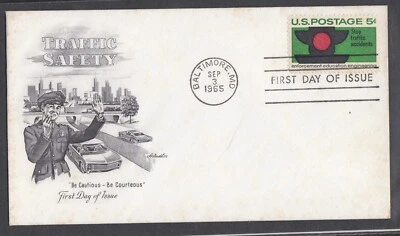 TRAFFIC
SAFETY
"Be Cautious - Be Courteous"
First Day of Issue
BALTIMORE, MD.
SEP
3
1965
U.S. POSTAGE 5¢
Stop
traffic
accidents
enforcement·education·engineering
FIRST DAY OF ISSUE